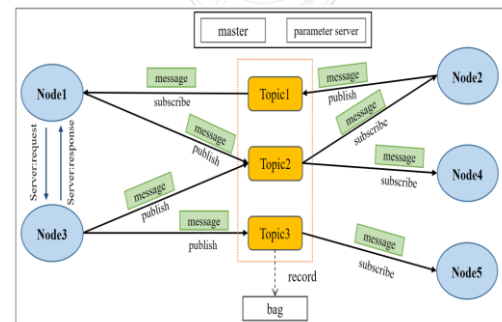 master
parameter server
message
subscribe
message
publish
Node1
Topic1
Node2
message
publish
message
subscribe
Topic2
message
subscribe
Node4
Server:request
Server:response
message
publish
Node3
message
publish
Topic3
message
subscribe
Node5
record
bag